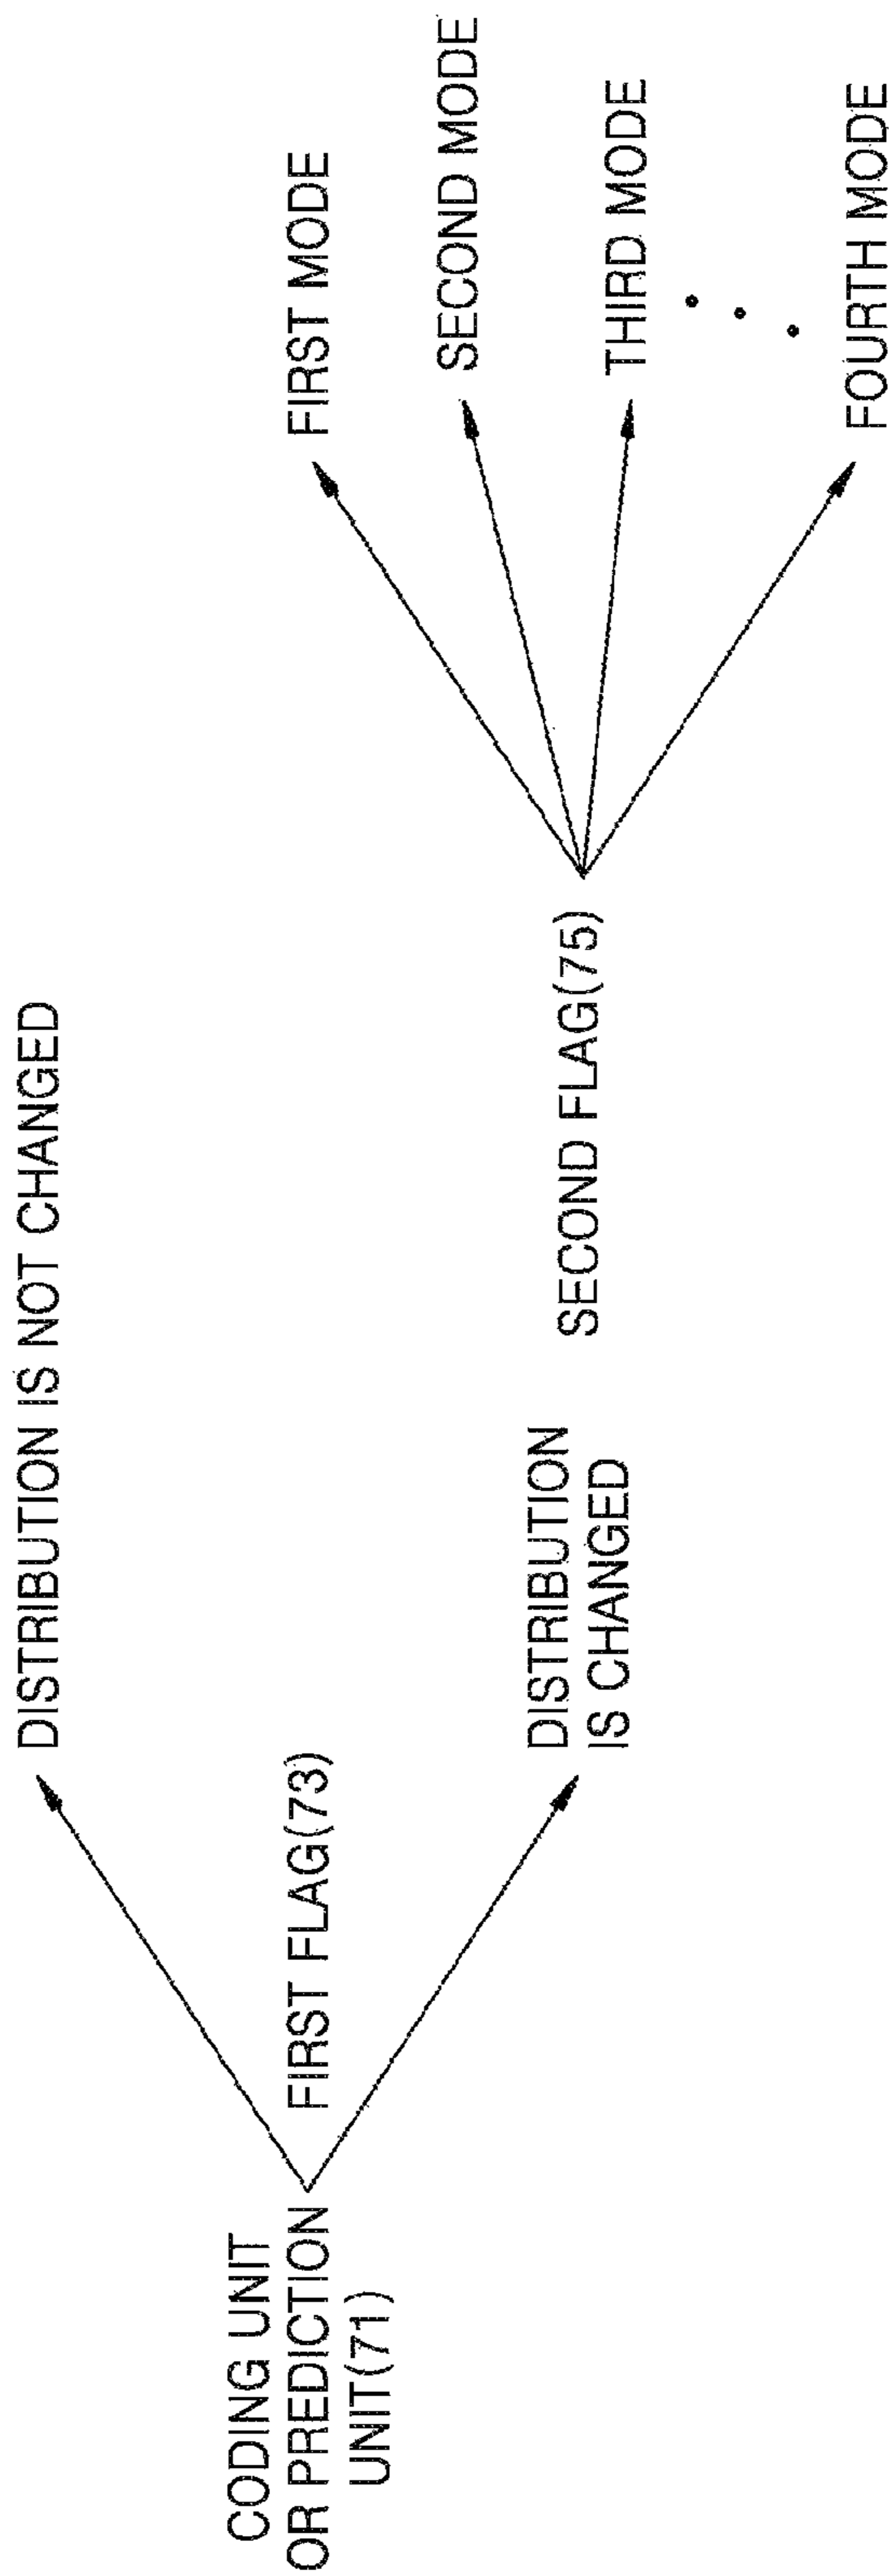 CODING UNIT
OR PREDICTION
UNIT(71)
FIRST FLAG(73)
DISTRIBUTION IS NOT CHANGED
DISTRIBUTION
IS CHANGED
SECOND FLAG(75)
FIRST MODE
SECOND MODE
THIRD MODE
FOURTH MODE